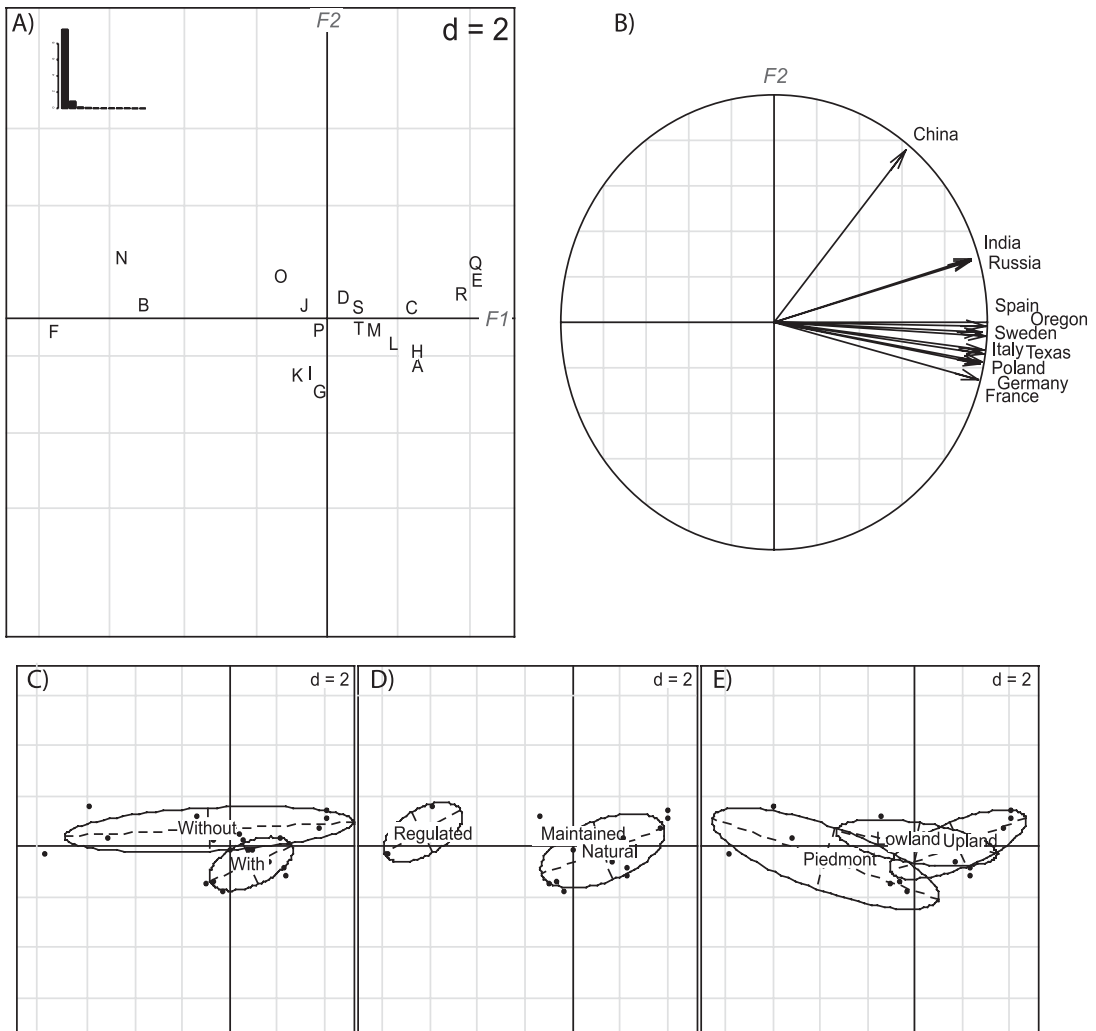 A)
F2
d = 2
N
O
Q
E
B
J
D
S
C
R
F1
F
P
T
M
L
H
A
K
I
G
B)
F2
China
India
Russia
Spain
Oregon
Sweden
Italy
Texas
Poland
Germany
France
C)
d = 2
Without
With
D)
d = 2
Regulated
Maintained
Natural
E)
d = 2
Lowland
Upland
Piedmont